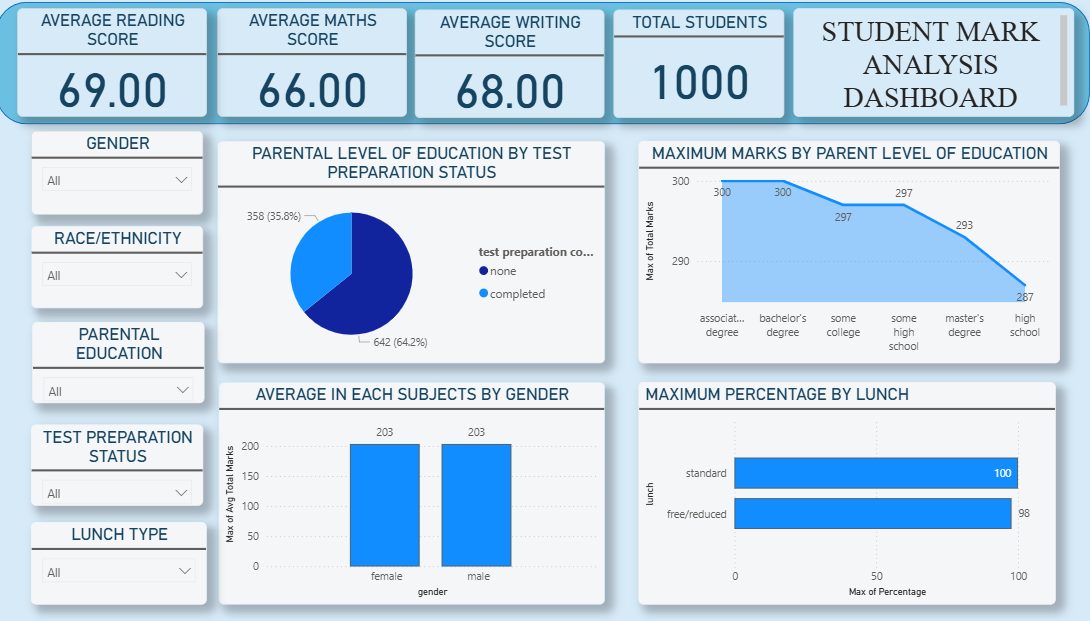 AVERAGE READING
SCORE
69.00
AVERAGE MATHS
SCORE
66.00
AVERAGE WRITING
SCORE
68.00
TOTAL STUDENTS
1000
STUDENT MARK
ANALYSIS
DASHBOARD
GENDER
All
RACE/ETHNICITY
All
PARENTAL
EDUCATION
All
TEST PREPARATION
STATUS
All
LUNCH TYPE
All
PARENTAL LEVEL OF EDUCATION BY TEST
PREPARATION STATUS
358 (35.8%)
642 (64.2%)
test preparation co...
none
completed
MAXIMUM MARKS BY PARENT LEVEL OF EDUCATION
Max of Total Marks
300
290
300
300
297
297
293
287
associat...
degree
bachelor's
degree
some
college
some
high
school
master's
degree
high
school
AVERAGE IN EACH SUBJECTS BY GENDER
Max of Avg Total Marks
200
150
100
50
0
203
203
female
male
gender
MAXIMUM PERCENTAGE BY LUNCH
lunch
standard
100
free/reduced
98
0
50
100
Max of Percentage